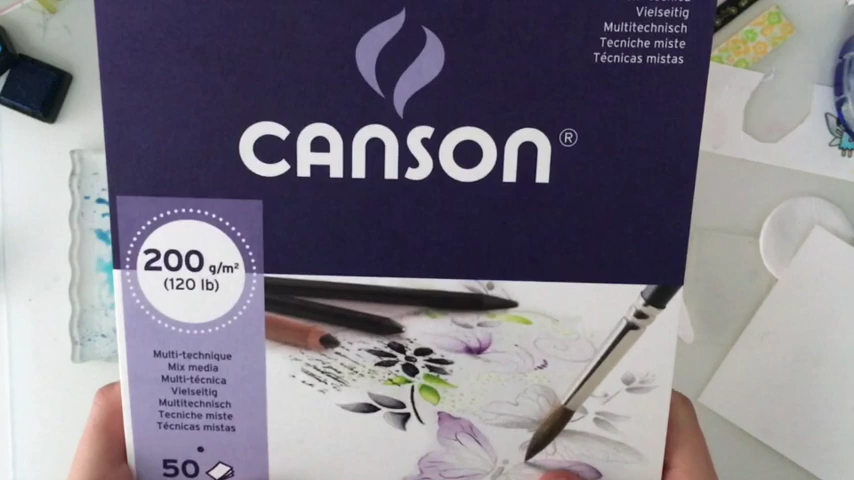 Vielseitig
Multitechnisch
Tecniche miste
Técnicas mistas
CANSON®
200 g/m²
(120 lb)
Multi-technique
Mix media
Multi-técnica
Vielseitig
Multitechnisch
Tecniche miste
Técnicas mistas
50